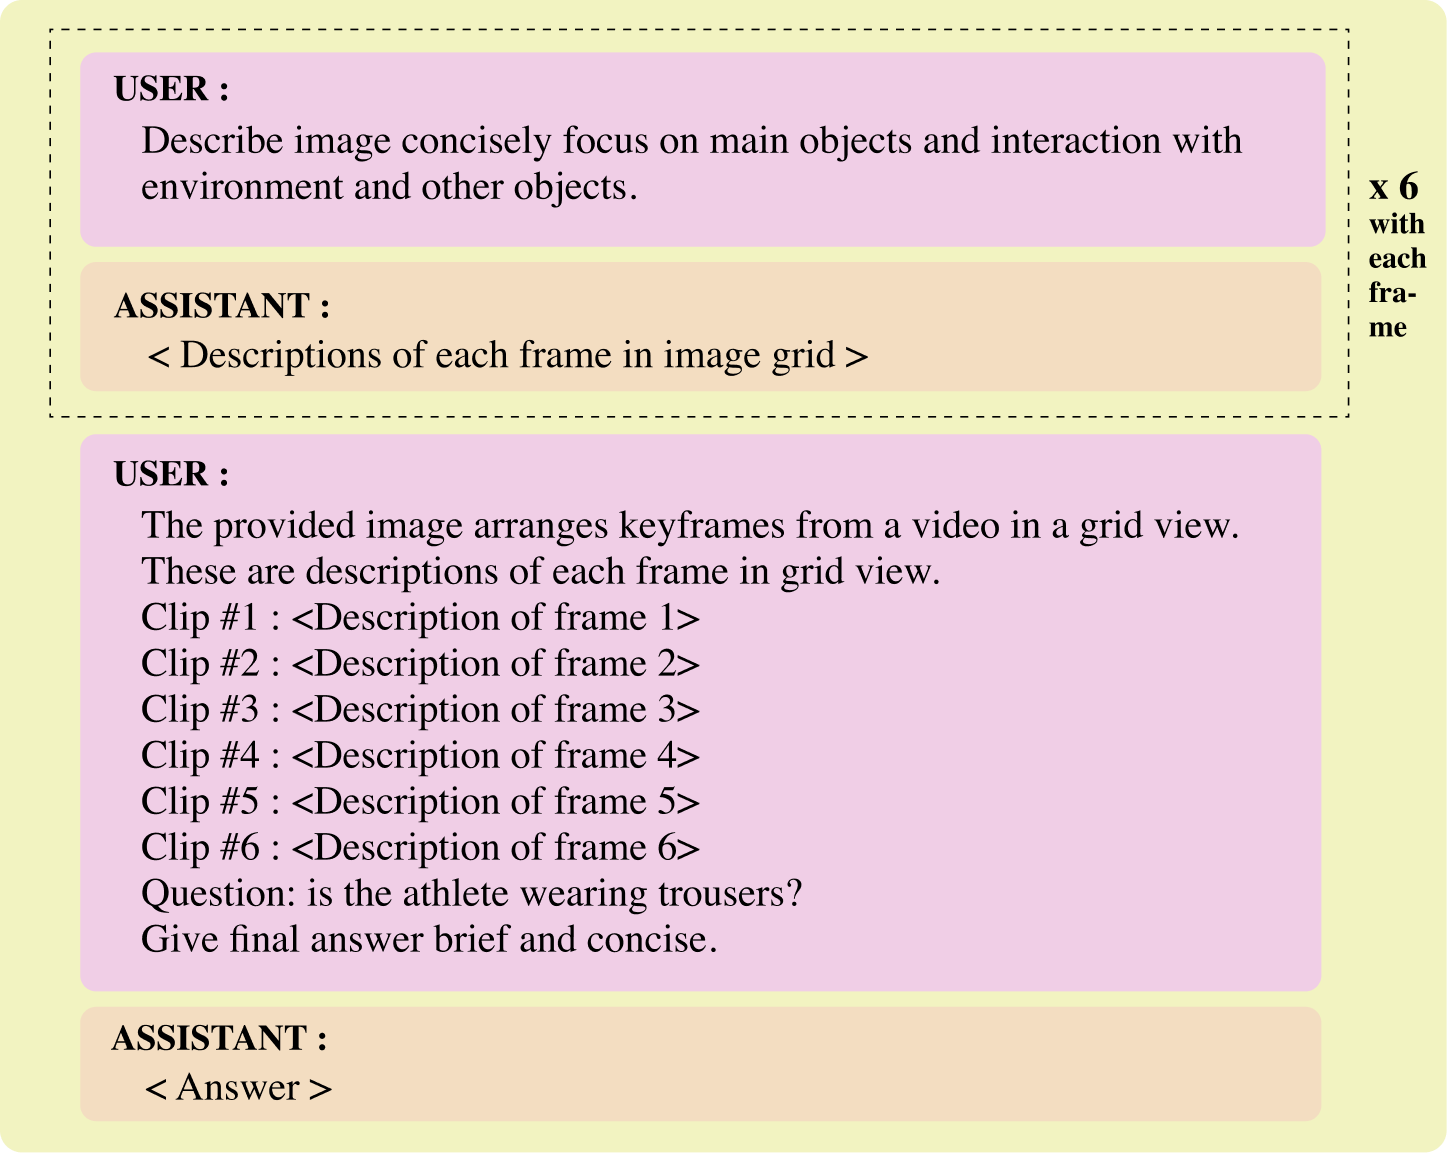 USER :
Describe image concisely focus on main objects and interaction with
environment and other objects.
x 6
with
each
fra-
me
ASSISTANT :
< Descriptions of each frame in image grid >
USER :
The provided image arranges keyframes from a video in a grid view.
These are descriptions of each frame in grid view.
Clip #1 : <Description of frame 1>
Clip #2 : <Description of frame 2>
Clip #3 : <Description of frame 3>
Clip #4 : <Description of frame 4>
Clip #5 : <Description of frame 5>
Clip #6 : <Description of frame 6>
Question: is the athlete wearing trousers?
Give final answer brief and concise.
ASSISTANT :
< Answer >